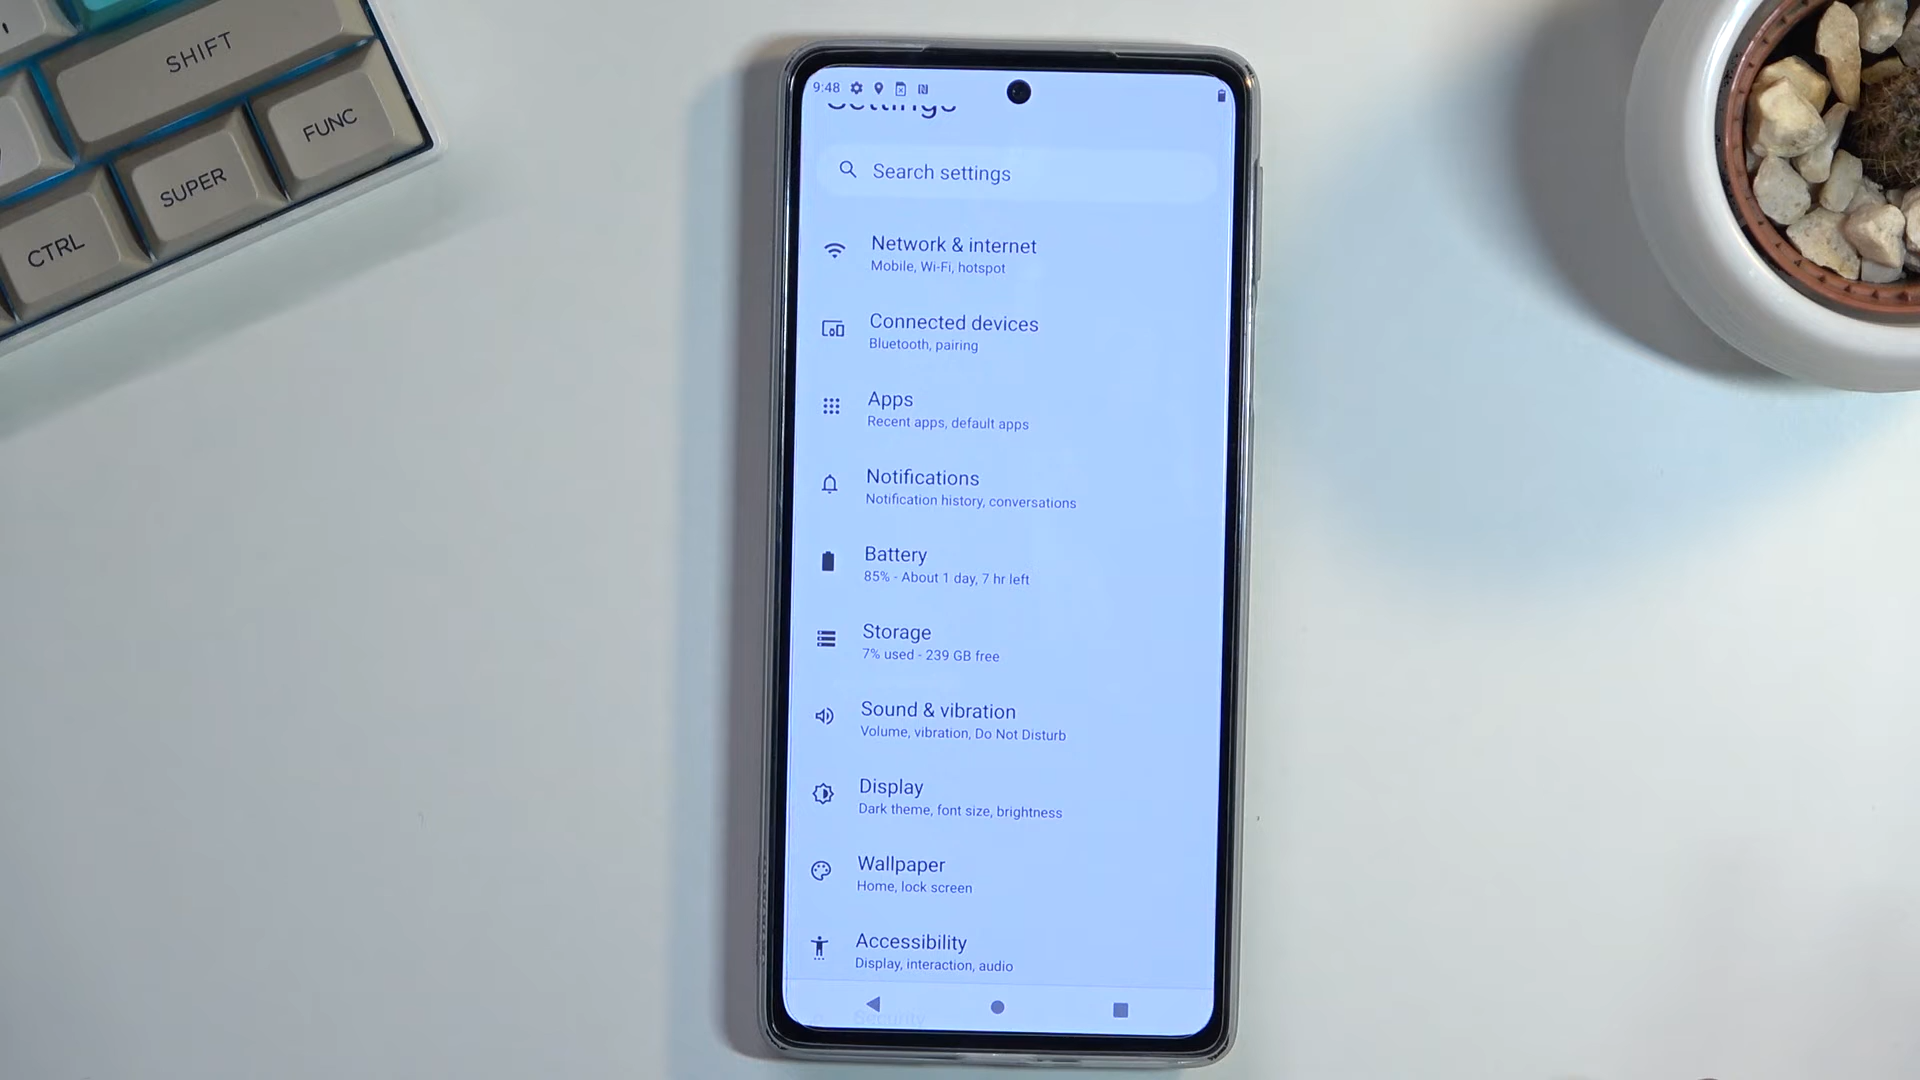 SHIFT
FUNC
SUPER
CTRL
9:48
Settings
Search settings
Network & internet
Mobile, Wi-Fi, hotspot
Connected devices
Bluetooth, pairing
Apps
Recent apps, default apps
Notifications
Notification history, conversations
Battery
85% - About 1 day, 7 hr left
Storage
7% used - 239 GB free
Sound & vibration
Volume, vibration, Do Not Disturb
Display
Dark theme, font size, brightness
Wallpaper
Home, lock screen
Accessibility
Display, interaction, audio
Security